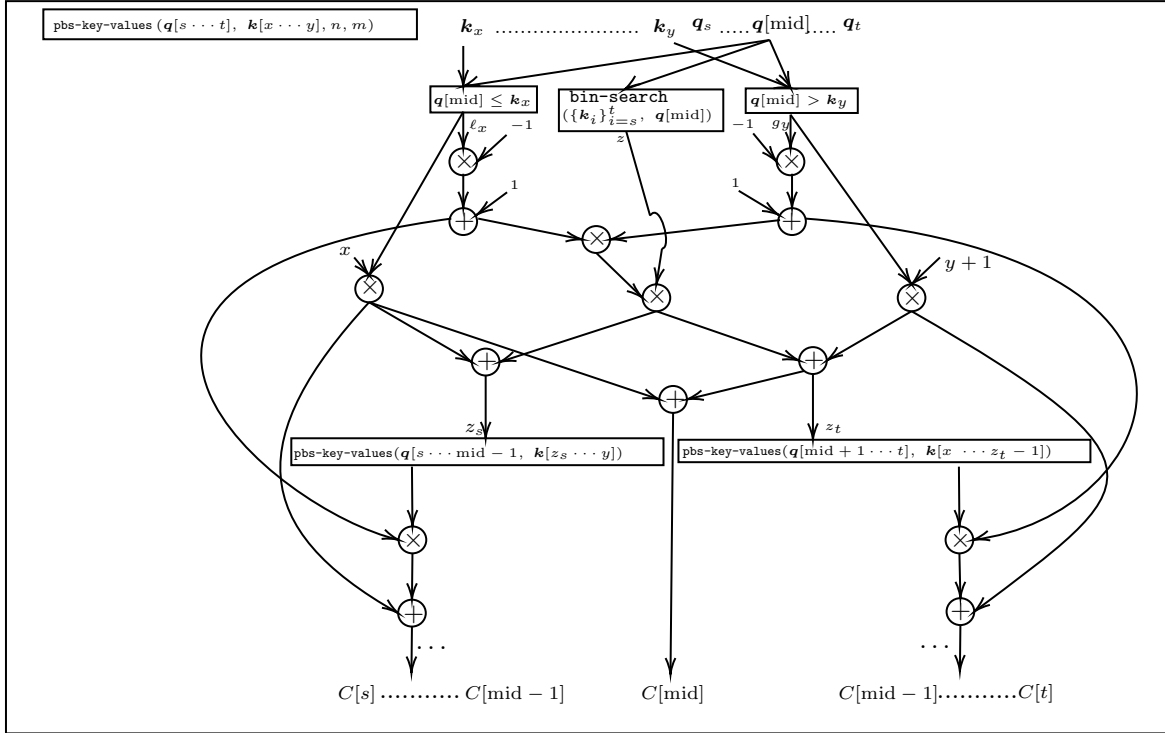 pbs-key-values (q[s ⋯ t], k[x ⋯ y], n, m)
k_x ........................ k_y q_s ..... q[mid] ..... q_t
q[mid] ≤ k_x
bin-search
({k_i}_{i=s}^t, q[mid])
q[mid] > k_y
ℓ_x −1 z −1 g_y
× ×
1 1
+ +
×
x y + 1
× × ×
+ +
+
z_s z_t
pbs-key-values(q[s ⋯ mid − 1, k[z_s ⋯ y])
pbs-key-values(q[mid + 1 ⋯ t], k[x ⋯ z_t − 1])
× ×
+ +
... ...
C[s] ........... C[mid − 1] C[mid] C[mid − 1]........... C[t]